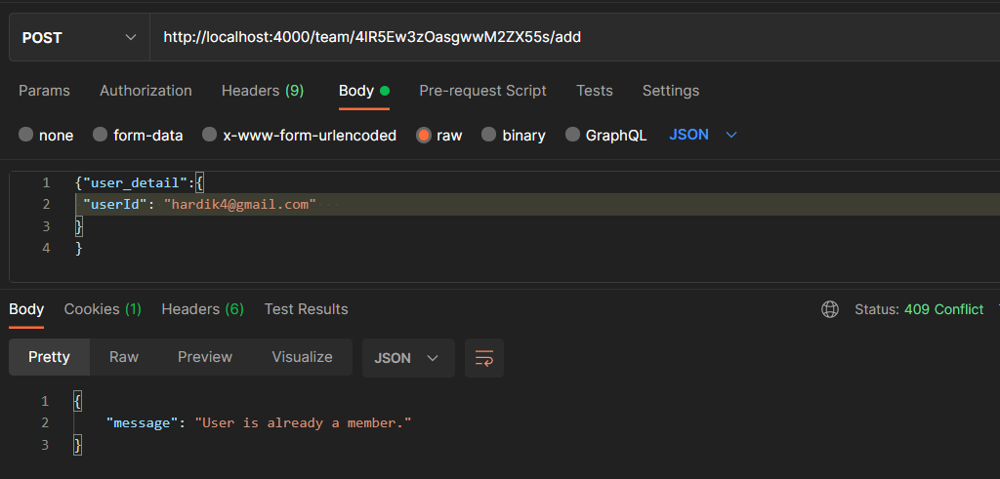 POST http://localhost:4000/team/4lR5Ew3zOasgwwM2ZX55s/add
Params Authorization Headers (9) Body Pre-request Script Tests Settings
none form-data x-www-form-urlencoded raw binary GraphQL JSON
1 {"user_detail":{
2 "userId": "hardik4@gmail.com"
3 }
4 }
Body Cookies (1) Headers (6) Test Results Status: 409 Conflict
Pretty Raw Preview Visualize JSON
1 {
2 "message": "User is already a member."
3 }